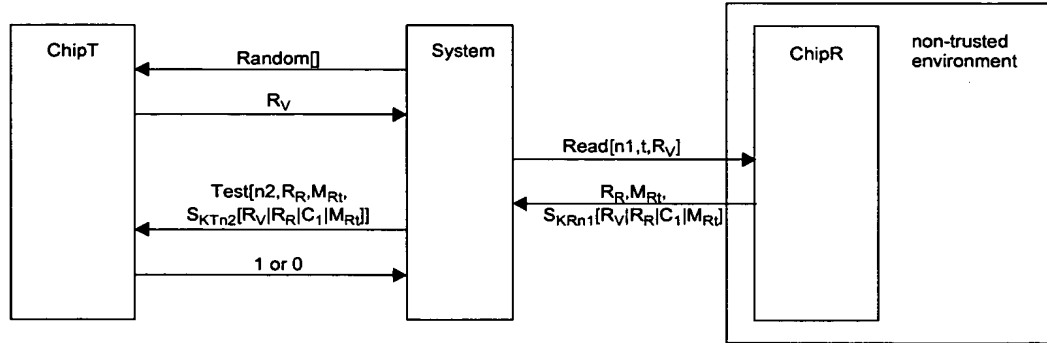 ChipT
System
ChipR
non-trusted
environment
Random[]
R_V
Read[n1,t,R_V]
R_R,M_Rt,
S_KRn1[R_V|R_R|C_1|M_Rt]
Test[n2,R_R,M_Rt,
S_KTn2[R_V|R_R|C_1|M_Rt]]
1 or 0